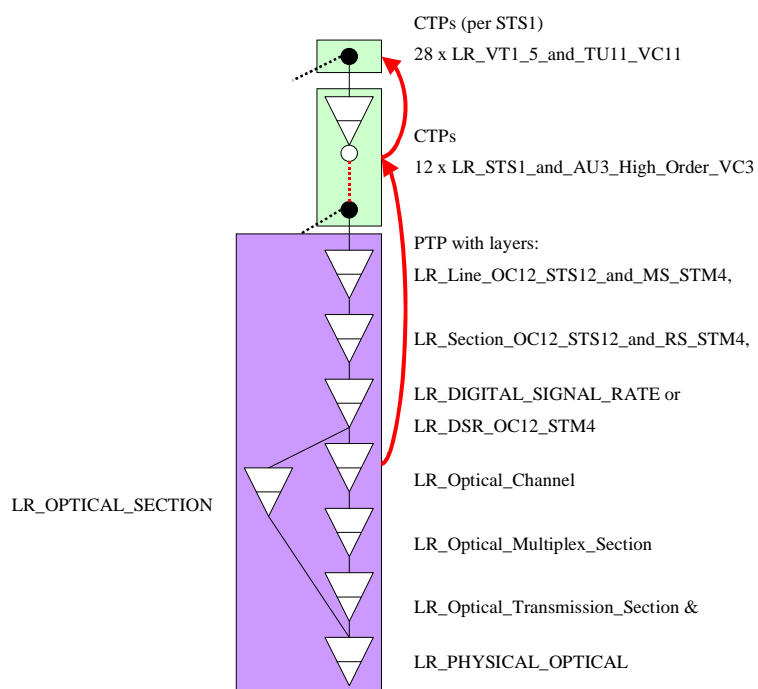 CTPs (per STS1)
28 x LR_VT1_5_and_TU11_VC11
CTPs
12 x LR_STS1_and_AU3_High_Order_VC3
PTP with layers:
LR_Line_OC12_STS12_and_MS_STM4,
LR_Section_OC12_STS12_and_RS_STM4,
LR_DIGITAL_SIGNAL_RATE or
LR_DSR_OC12_STM4
LR_Optical_Channel
LR_OPTICAL_SECTION
LR_Optical_Multiplex_Section
LR_Optical_Transmission_Section &
LR_PHYSICAL_OPTICAL